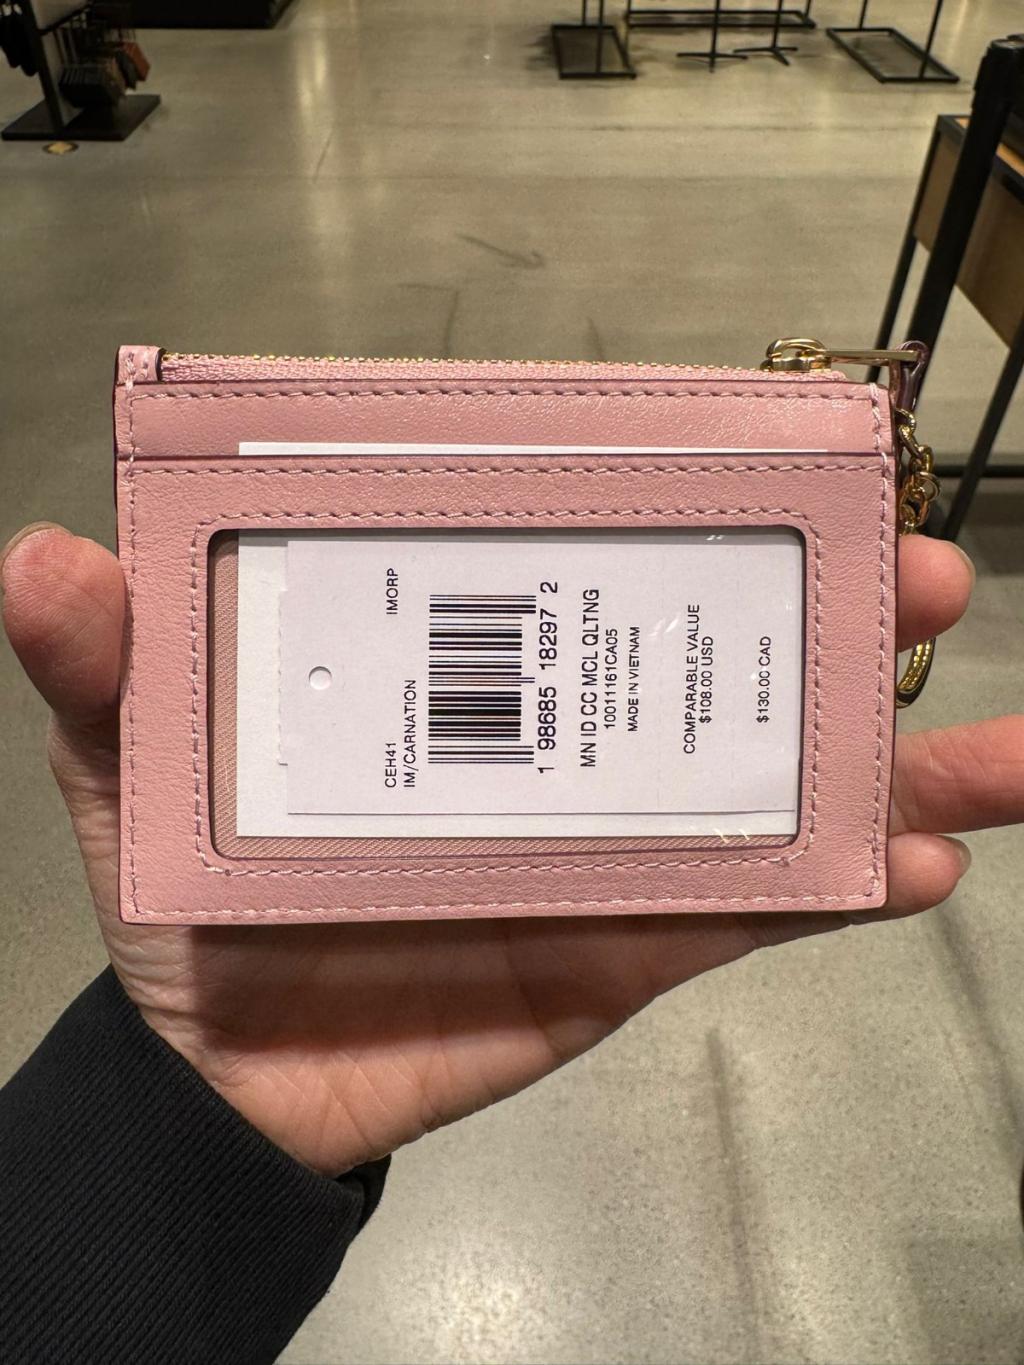 CEH41 IMORP
IM/CARNATION
1 98685 18297 2
MN ID CC MCL QLTNG
10011161CA05
MADE IN VIETNAM
COMPARABLE VALUE
$108.00 USD
$130.00 CAD